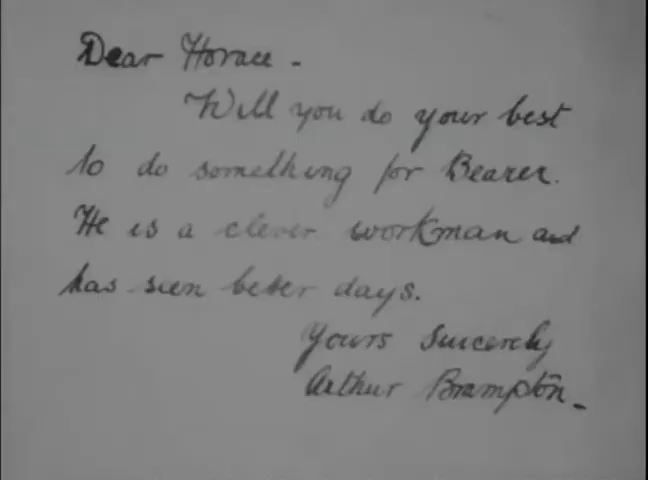 Dear Horace -
Will you do your best
to do something for Bearer.
He is a clever workman and
has seen better days.
Yours Sincerely
Arthur Brampton -